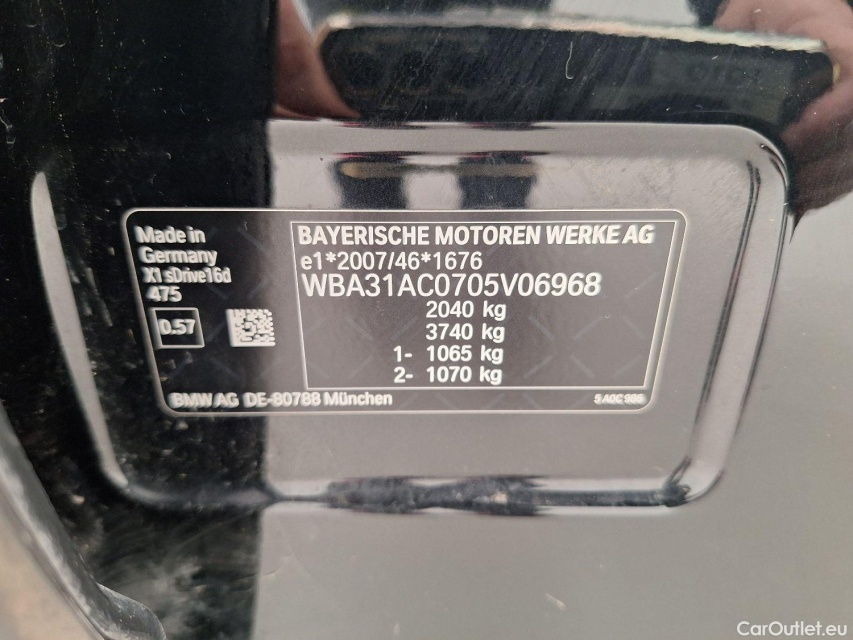 Made in
Germany
X1 sDrive16d
475
0.57
BAYERISCHE MOTOREN WERKE AG
e1*2007/46*1676
WBA31AC0705V06968
2040 kg
3740 kg
1- 1065 kg
2- 1070 kg
BMW AG DE-80788 München
CarOutlet.eu